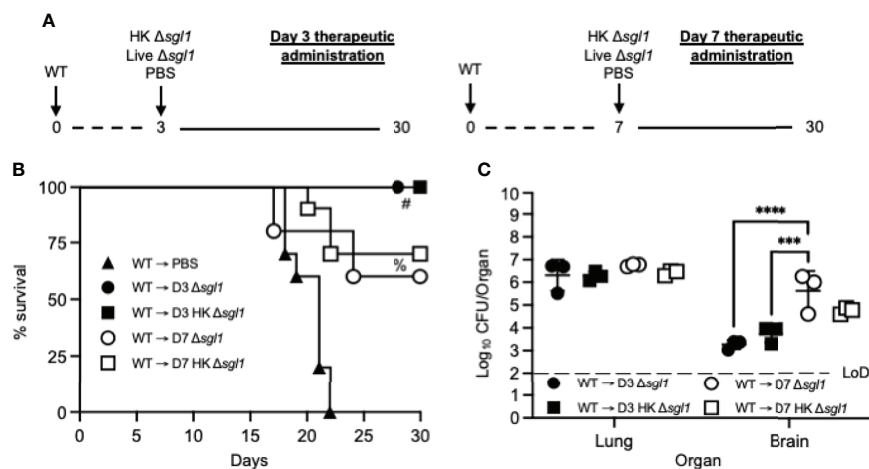 A
HK Δsgl1
Live Δsgl1
PBS
Day 3 therapeutic
administration
WT
0
3
30
HK Δsgl1
Live Δsgl1
PBS
Day 7 therapeutic
administration
WT
0
7
30
B
% survival
100
75
50
25
0
#
%
WT → PBS
WT → D3 Δsgl1
WT → D3 HK Δsgl1
WT → D7 Δsgl1
WT → D7 HK Δsgl1
0 5 10 15 20 25 30
Days
C
Log10 CFU/Organ
10
9
8
7
6
5
4
3
2
1
0
****
***
LoD
WT → D3 Δsgl1 WT → D7 Δsgl1
WT → D3 HK Δsgl1 WT → D7 HK Δsgl1
Lung Brain
Organ